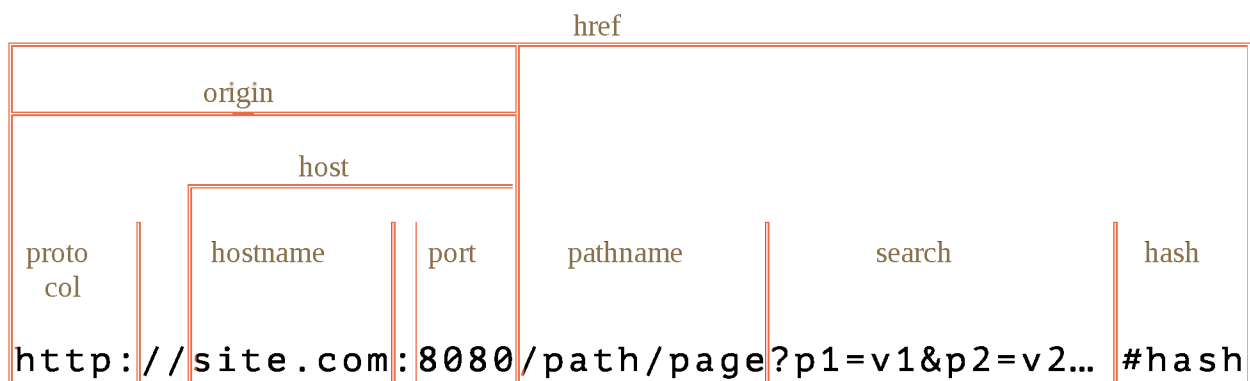 href
origin
host
proto
col
hostname
port
pathname
search
hash
http://site.com:8080/path/page?p1=v1&p2=v2… #hash